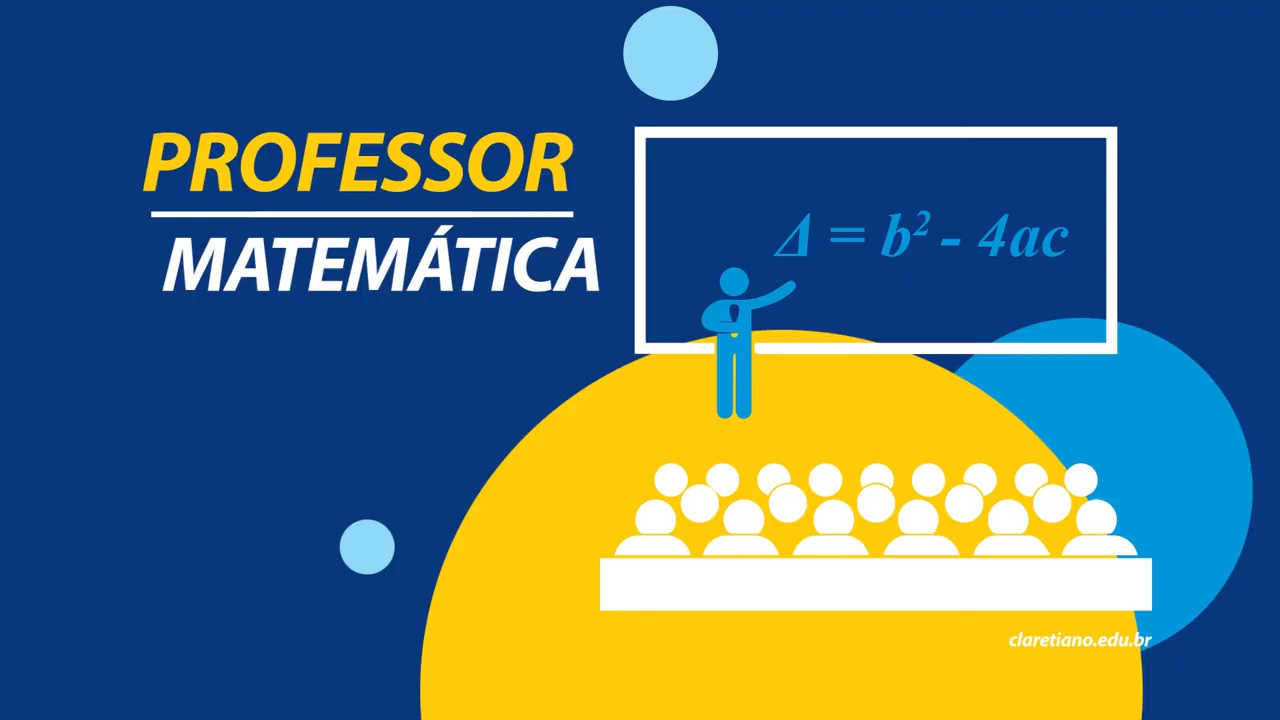 PROFESSOR
MATEMÁTICA
Δ = b² - 4ac
claretiano.edu.br